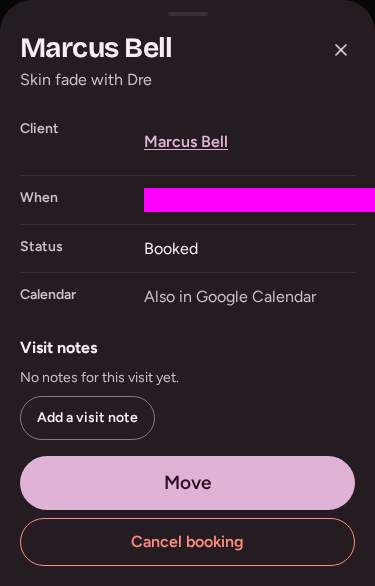 Marcus Bell
Skin fade with Dre
Client
Marcus Bell
When
Status
Booked
Calendar
Also in Google Calendar
Visit notes
No notes for this visit yet.
Add a visit note
Move
Cancel booking